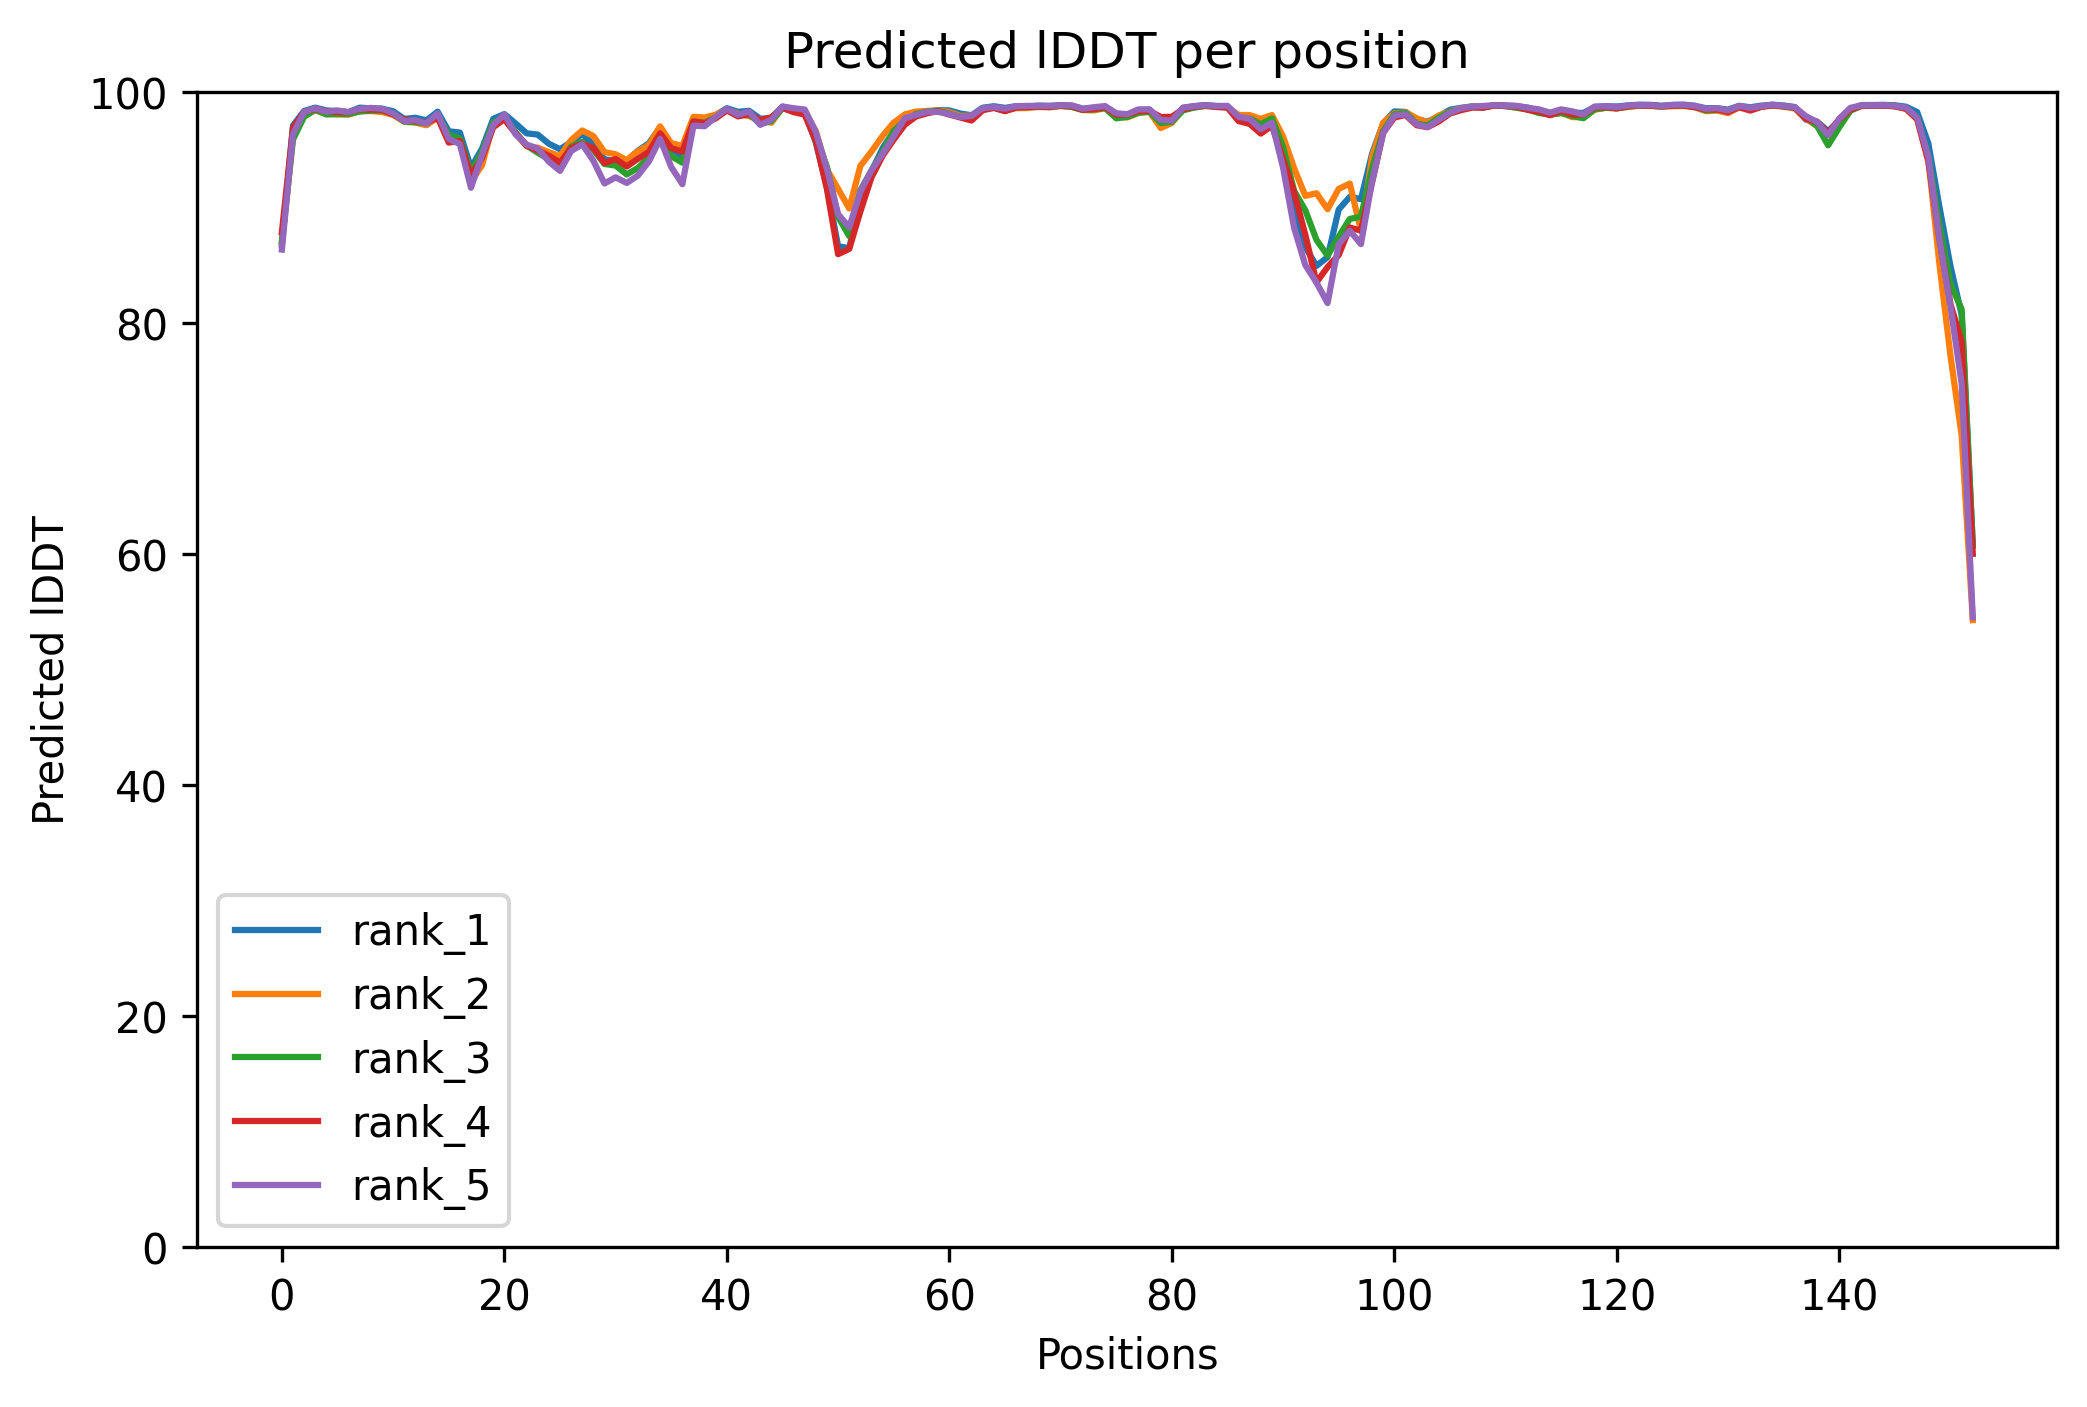 Predicted lDDT per position
100
80
60
40
20
0
Predicted lDDT
rank_1
rank_2
rank_3
rank_4
rank_5
0 20 40 60 80 100 120 140
Positions